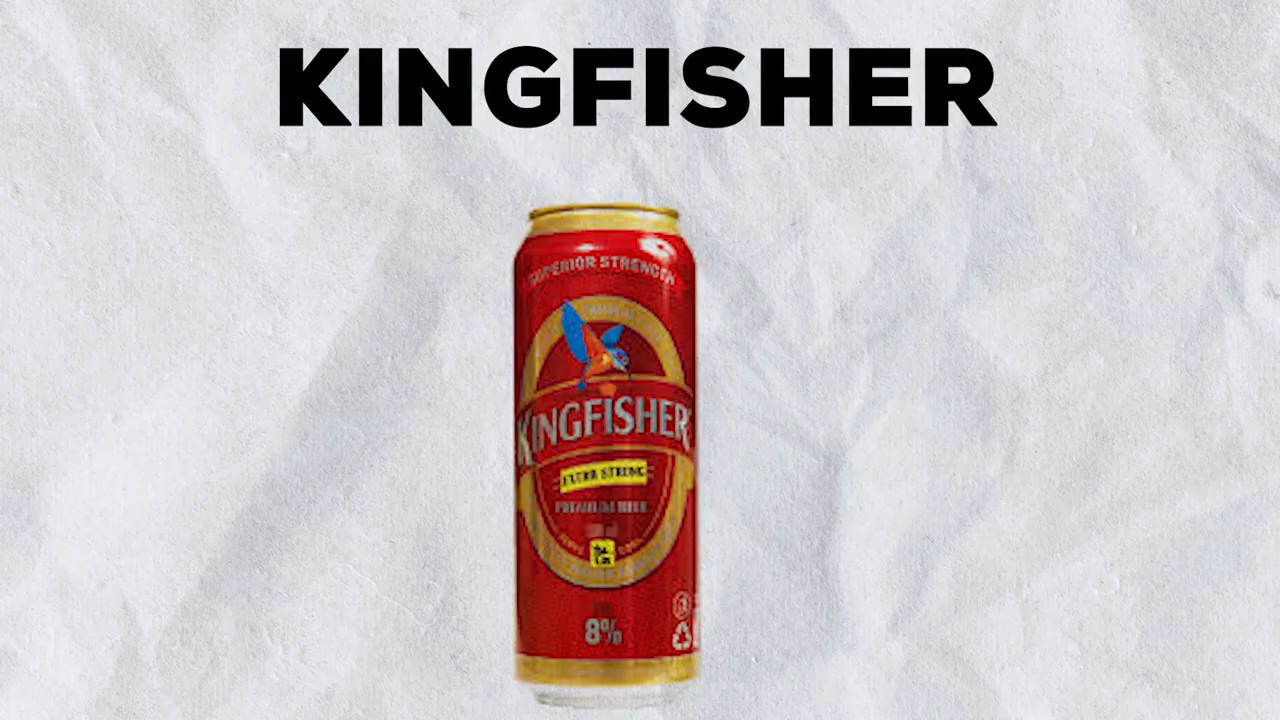 KINGFISHER
SUPERIOR STRENGTH
KINGFISHER
EXTRA STRONG
PREMIUM BEER
8%